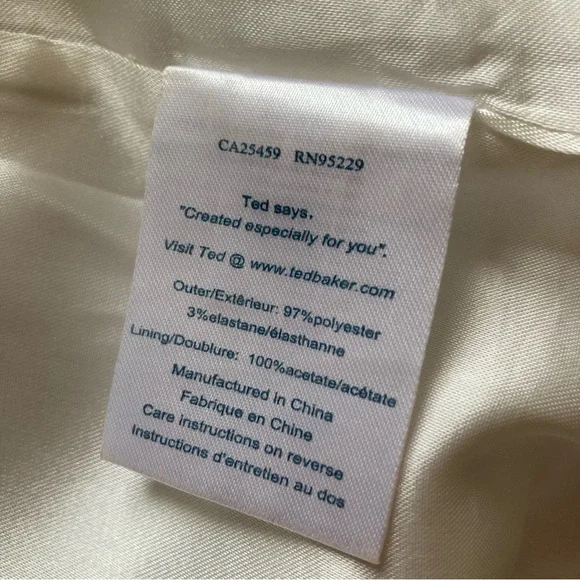 CA25459 RN95229
Ted says,
"Created especially for you".
Visit Ted @ www.tedbaker.com
Outer/Extêrieur: 97%polyester
3%elastane/élasthanne
Lining/Doublure: 100%acetate/acétate
Manufactured in China
Fabrique en Chine
Care instructions on reverse
Instructions d'entretien au dos